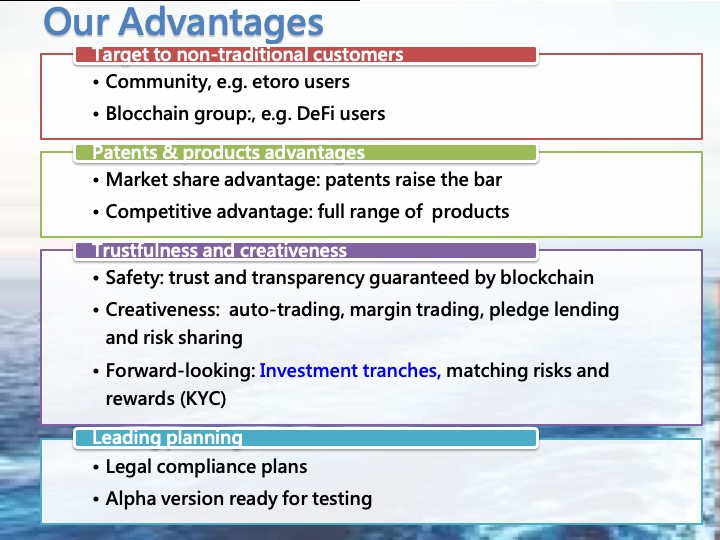 Our Advantages
Target to non-traditional customers
• Community, e.g. etoro users
• Blocchain group:, e.g. DeFi users
Patents & products advantages
• Market share advantage: patents raise the bar
• Competitive advantage: full range of  products
Trustfulness and creativeness
• Safety: trust and transparency guaranteed by blockchain
• Creativeness:  auto-trading, margin trading, pledge lending
and risk sharing
• Forward-looking: Investment tranches, matching risks and
rewards (KYC)
Leading planning
• Legal compliance plans
• Alpha version ready for testing